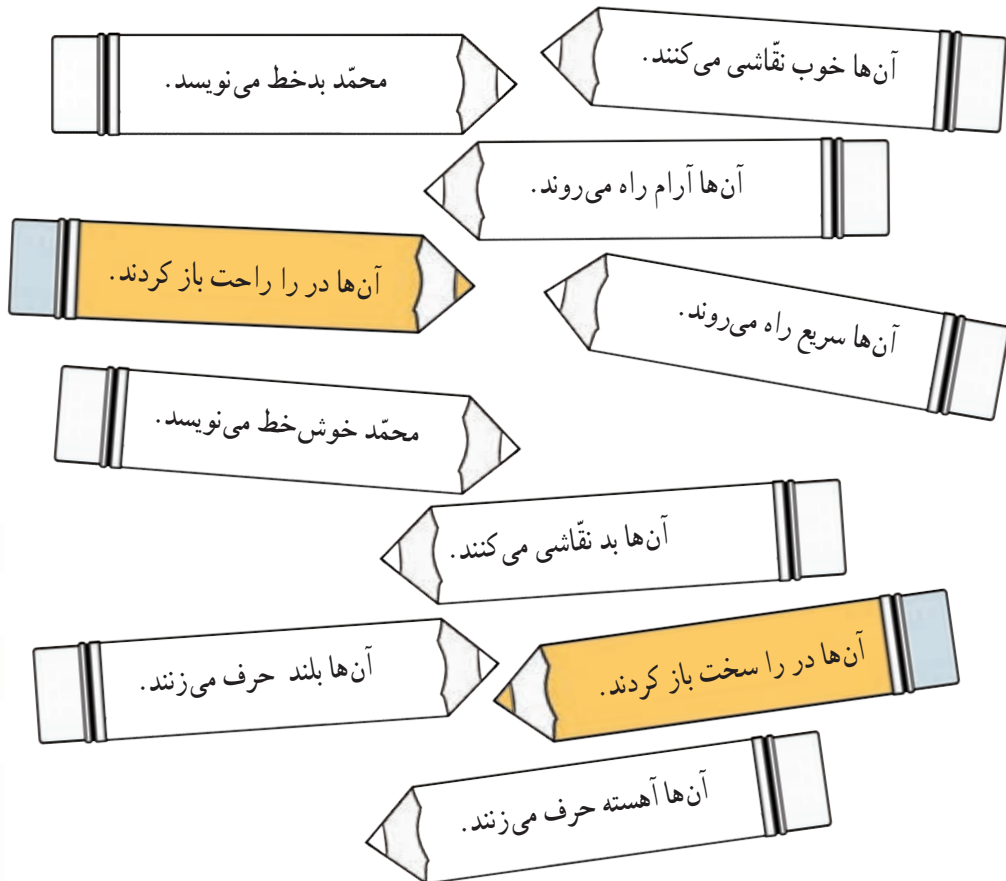 آن‌ها خوب نقّاشی می‌کنند.
محمّد بدخط می‌نویسد.
آن‌ها آرام راه می‌روند.
آن‌ها در را راحت باز کردند.
آن‌ها سریع راه می‌روند.
محمّد خوش‌خط می‌نویسد.
آن‌ها بد نقّاشی می‌کنند.
آن‌ها در را سخت باز کردند.
آن‌ها بلند حرف می‌زنند.
آن‌ها آهسته حرف می‌زنند.